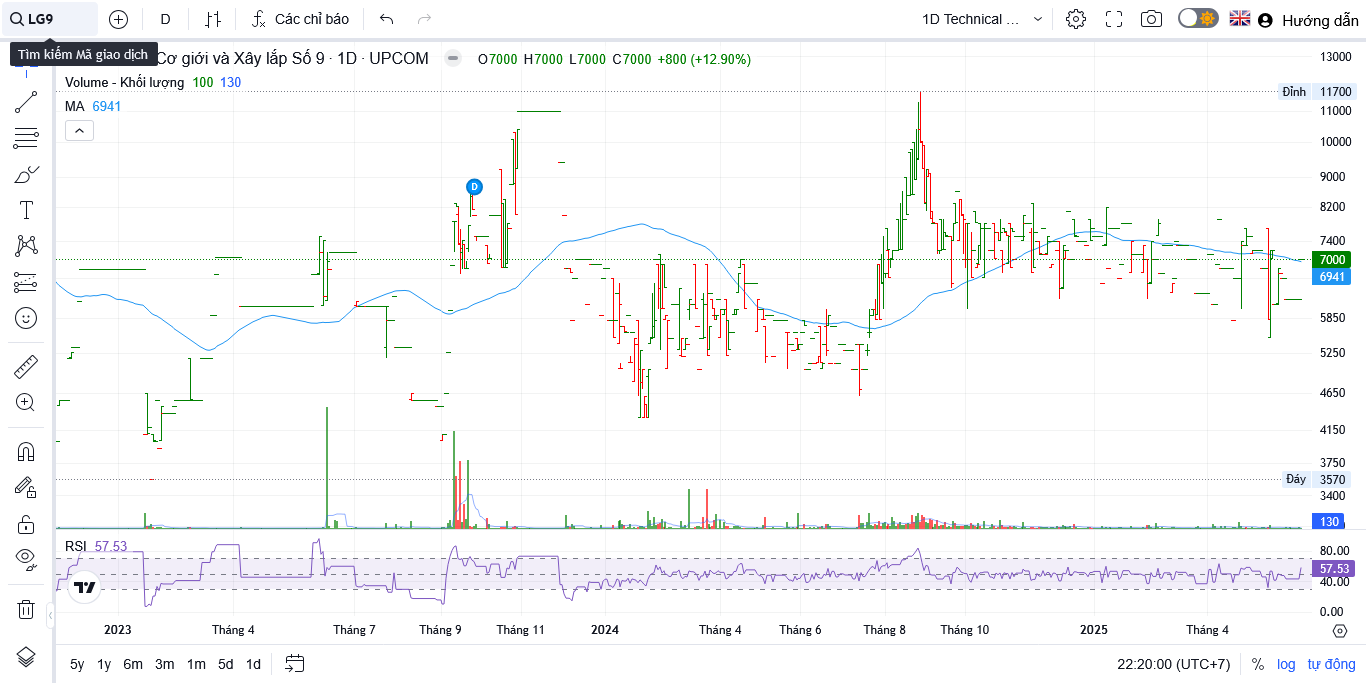 LG9
D
Các chỉ báo
1D Technical ...
Hướng dẫn
Tìm kiếm Mã giao dịch
Cơ giới và Xây lắp Số 9 · 1D · UPCOM
O7000 H7000 L7000 C7000 +800 (+12.90%)
Volume - Khối lượng 100 130
MA 6941
D
13000
Đỉnh 11700
11000
10000
9000
8200
7400
7000
6941
5850
5250
4650
4150
3750
Đáy 3570
3400
130
RSI 57.53
80.00
57.53
40.00
0.00
2023
Tháng 4
Tháng 7
Tháng 9
Tháng 11
2024
Tháng 4
Tháng 6
Tháng 8
Tháng 10
2025
Tháng 4
5y 1y 6m 3m 1m 5d 1d
22:20:00 (UTC+7)
% log tự động